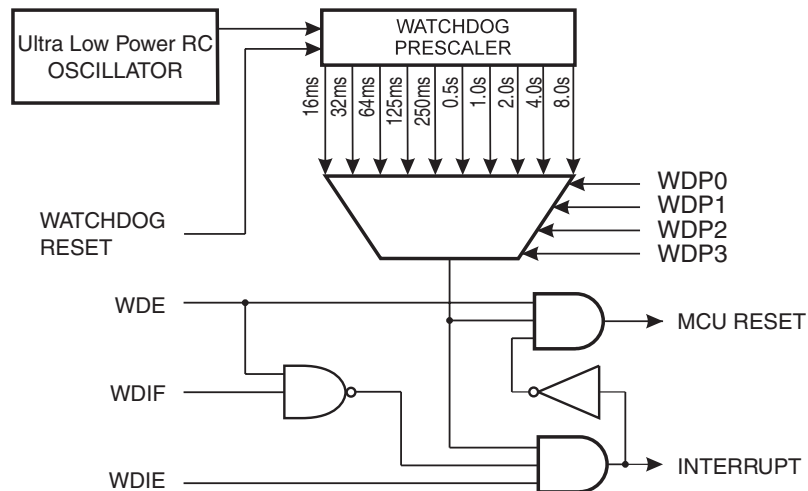 Ultra Low Power RC
OSCILLATOR
WATCHDOG
PRESCALER
16ms
32ms
64ms
125ms
250ms
0.5s
1.0s
2.0s
4.0s
8.0s
WDP0
WDP1
WDP2
WDP3
WATCHDOG
RESET
WDE
MCU RESET
WDIF
INTERRUPT
WDIE